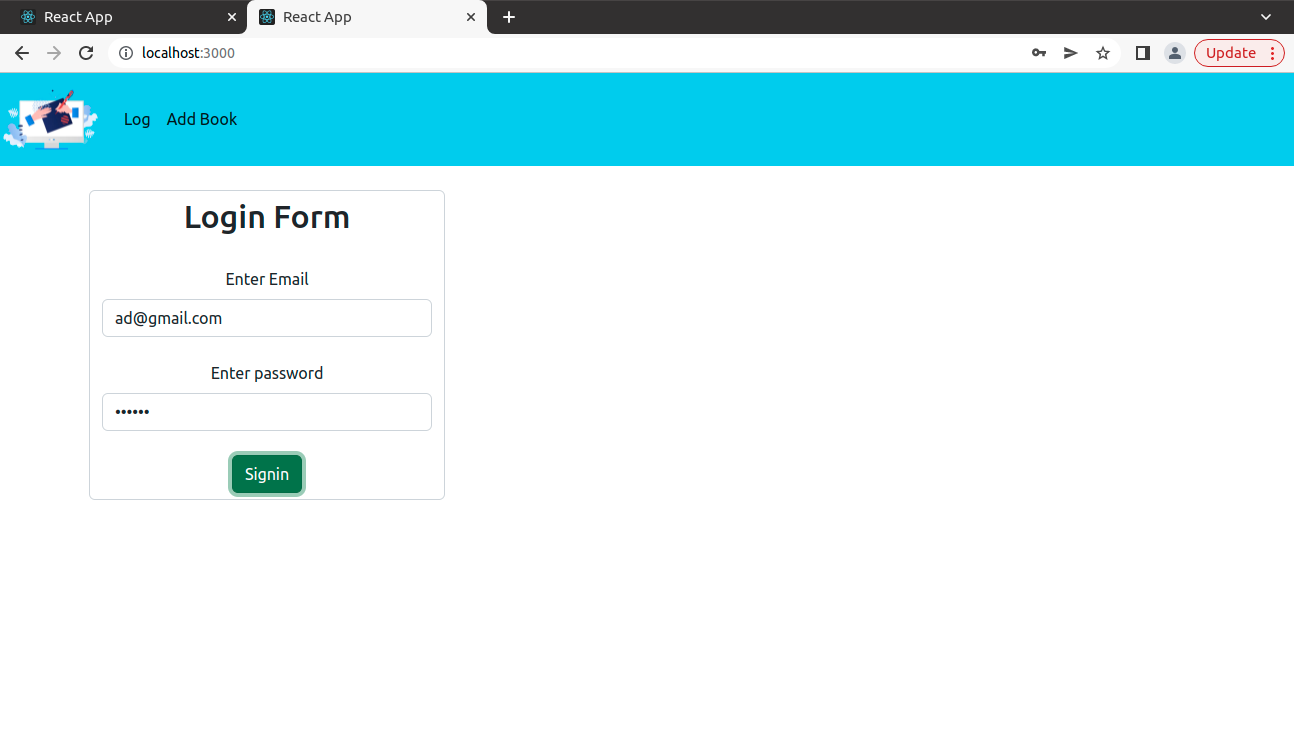 React App
React App
localhost:3000
Update
Log Add Book
Login Form
Enter Email
ad@gmail.com
Enter password
••••••
Signin